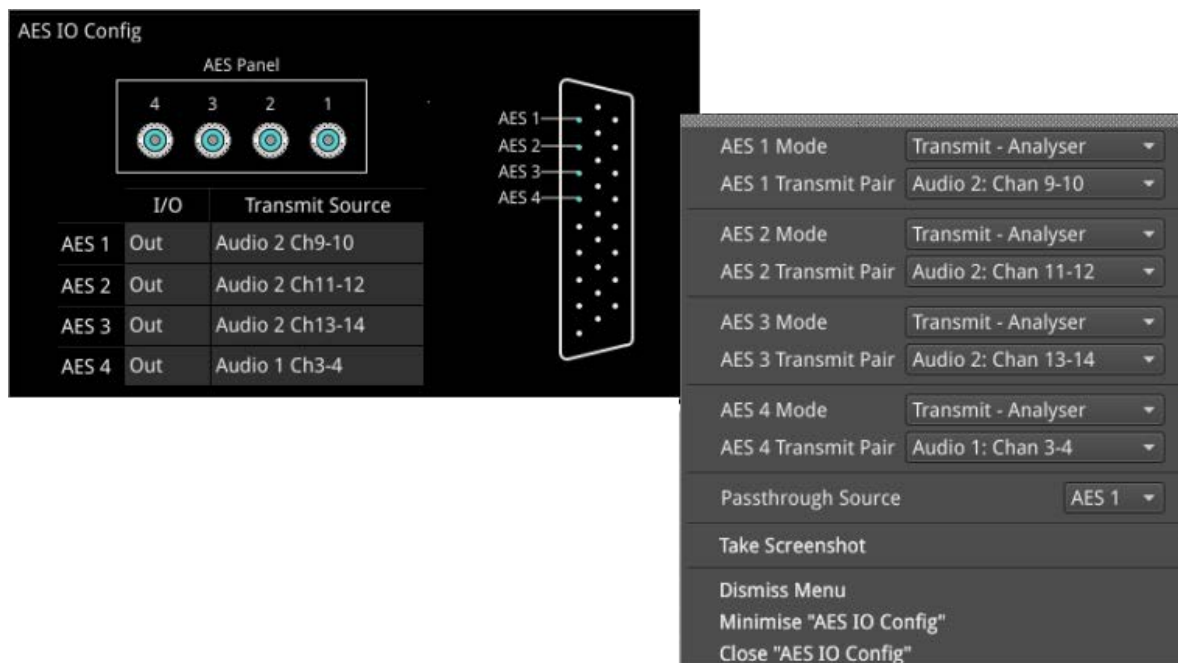 AES IO Config
AES Panel
4 3 2 1
I/O Transmit Source
AES 1 Out Audio 2 Ch9-10
AES 2 Out Audio 2 Ch11-12
AES 3 Out Audio 2 Ch13-14
AES 4 Out Audio 1 Ch3-4
AES 1
AES 2
AES 3
AES 4
AES 1 Mode Transmit - Analyser
AES 1 Transmit Pair Audio 2: Chan 9-10
AES 2 Mode Transmit - Analyser
AES 2 Transmit Pair Audio 2: Chan 11-12
AES 3 Mode Transmit - Analyser
AES 3 Transmit Pair Audio 2: Chan 13-14
AES 4 Mode Transmit - Analyser
AES 4 Transmit Pair Audio 1: Chan 3-4
Passthrough Source AES 1
Take Screenshot
Dismiss Menu
Minimise "AES IO Config"
Close "AES IO Config"